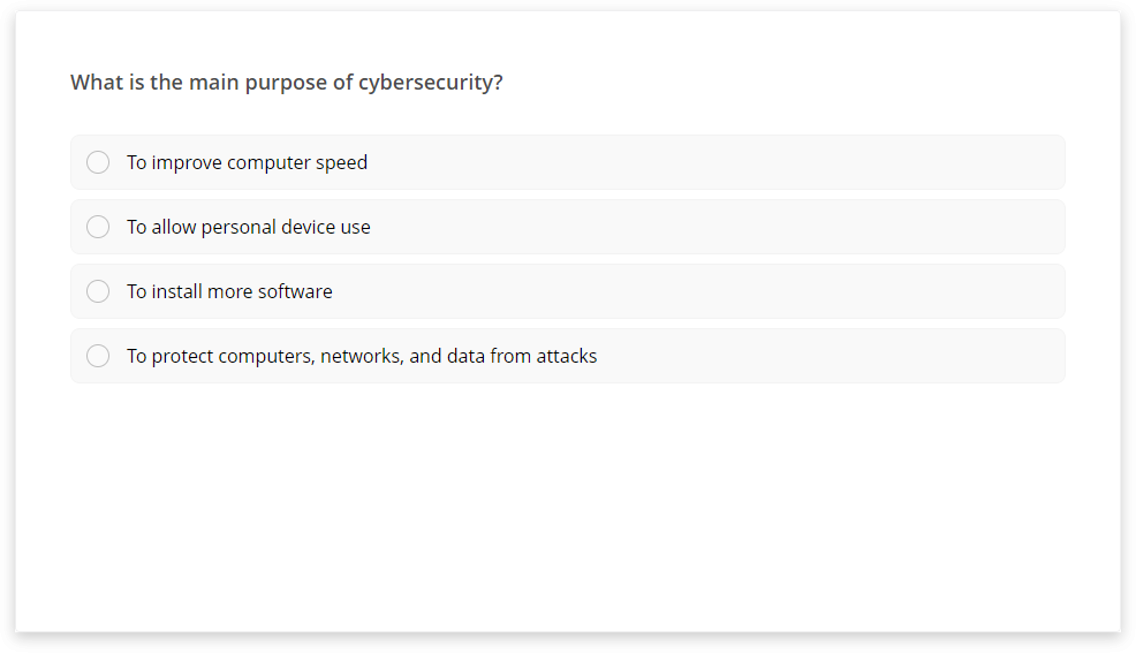 What is the main purpose of cybersecurity?
To improve computer speed
To allow personal device use
To install more software
To protect computers, networks, and data from attacks